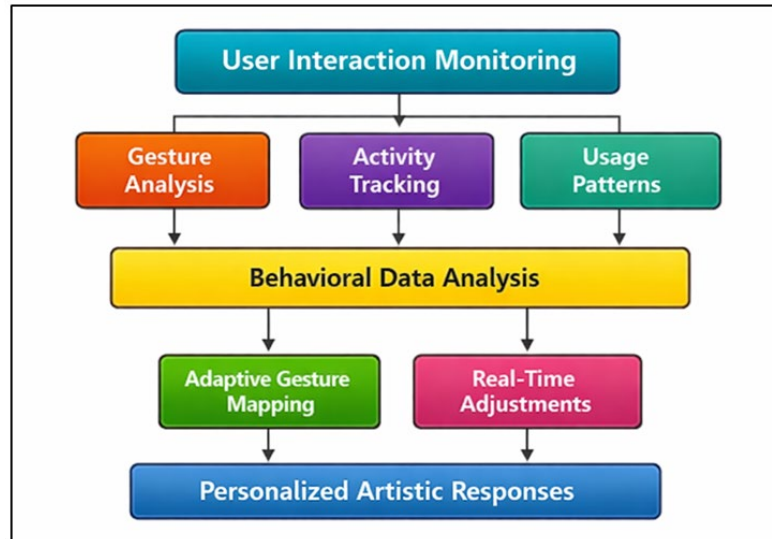 User Interaction Monitoring
Gesture
Analysis
Activity
Tracking
Usage
Patterns
Behavioral Data Analysis
Adaptive Gesture
Mapping
Real-Time
Adjustments
Personalized Artistic Responses